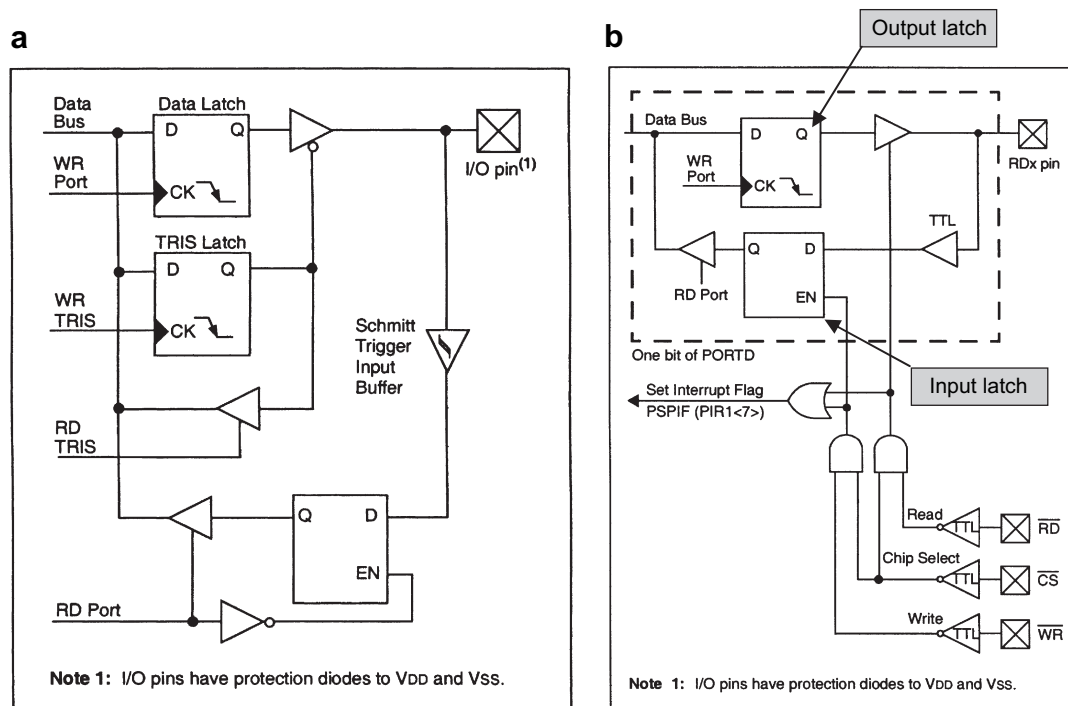 a
Data
Bus
Data Latch
D
Q
WR
Port
CK
I/O pin(1)
TRIS Latch
D
Q
WR
TRIS
CK
Schmitt
Trigger
Input
Buffer
RD
TRIS
Q
D
EN
RD Port
Note 1: I/O pins have protection diodes to VDD and VSS.
b
Output latch
Data Bus
D
Q
WR
Port
CK
RDx pin
TTL
Q
D
RD Port
EN
One bit of PORTD
Input latch
Set Interrupt Flag
PSPIF (PIR1<7>)
Read
TTL
RD
Chip Select
TTL
CS
Write
TTL
WR
Note 1: I/O pins have protection diodes to VDD and VSS.